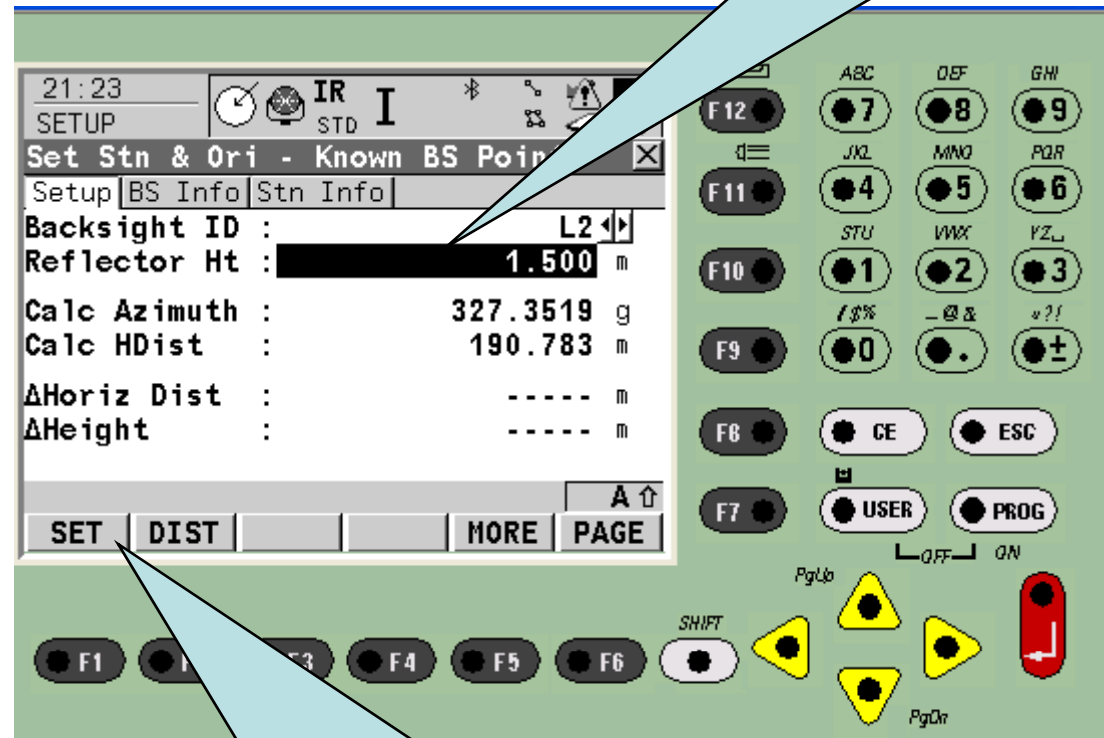 21:23
SETUP
IR
STD
I
Set Stn & Ori - Known BS Poin
Setup BS Info Stn Info
Backsight ID : L2
Reflector Ht : 1.500 m
Calc Azimuth : 327.3519 g
Calc HDist : 190.783 m
ΔHoriz Dist : ----- m
ΔHeight : ----- m
A
SET DIST MORE PAGE
ABC DEF GHI
F12 7 8 9
JKL MNO PQR
F11 4 5 6
STU VWX YZ
F10 1 2 3
/$% _@& *?!
F9 0 . ±
F8 CE ESC
F7 USER PROG
OFF ON
PgUp
SHIFT
F1 F3 F4 F5 F6
PgDn